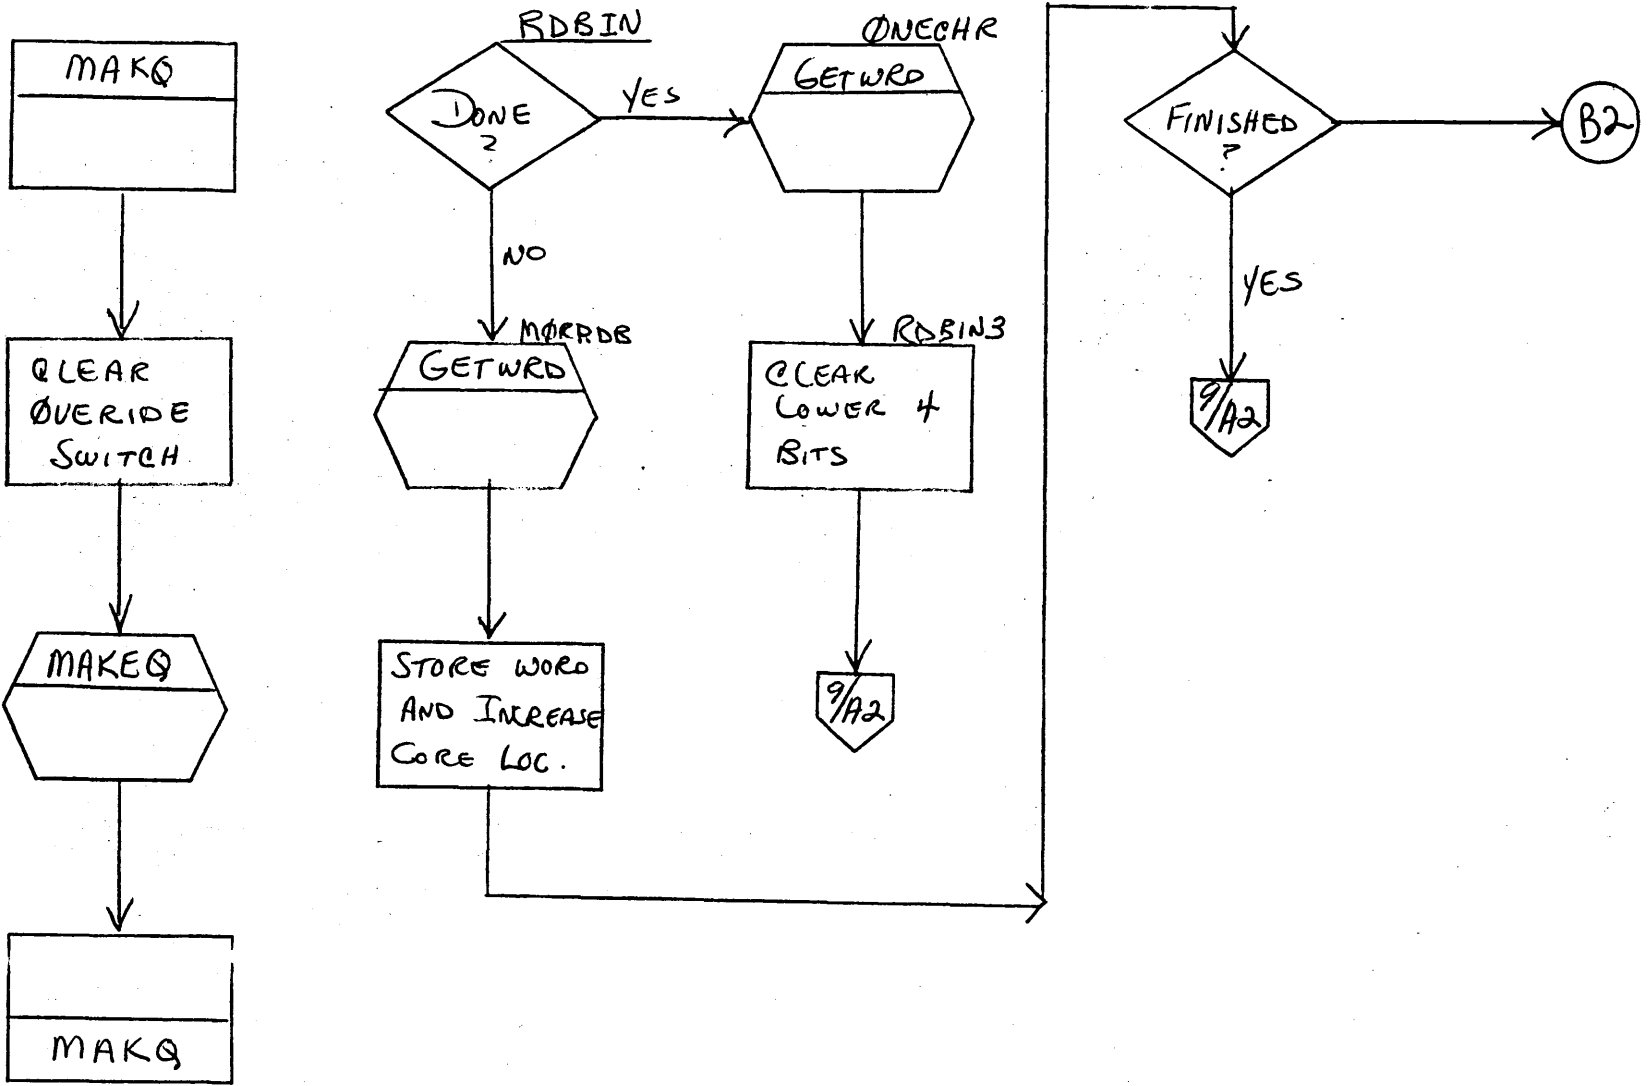 MAKQ
CLEAR
ØVERIDE
SWITCH
MAKEQ
MAKQ
RDBIN
DONE
?
YES
NO
MØRRDB
GETWRD
STORE WORD
AND INCREASE
CORE LOC.
ØNECHR
GETWRD
RDBIN3
CLEAR
LOWER 4
BITS
9/A2
FINISHED
?
YES
9/A2
B2